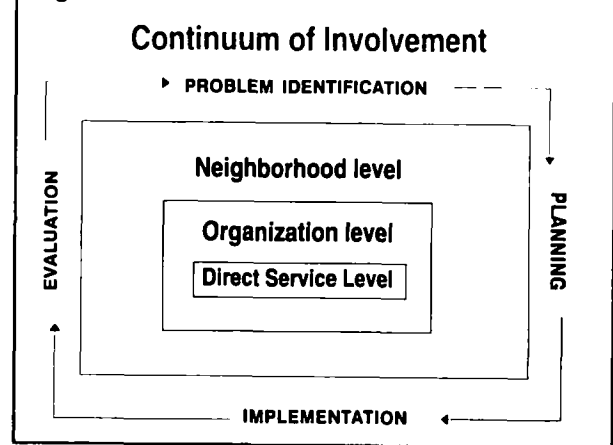 Continuum of Involvement
PROBLEM IDENTIFICATION
Neighborhood level
EVALUATION
PLANNING
Organization level
Direct Service Level
IMPLEMENTATION